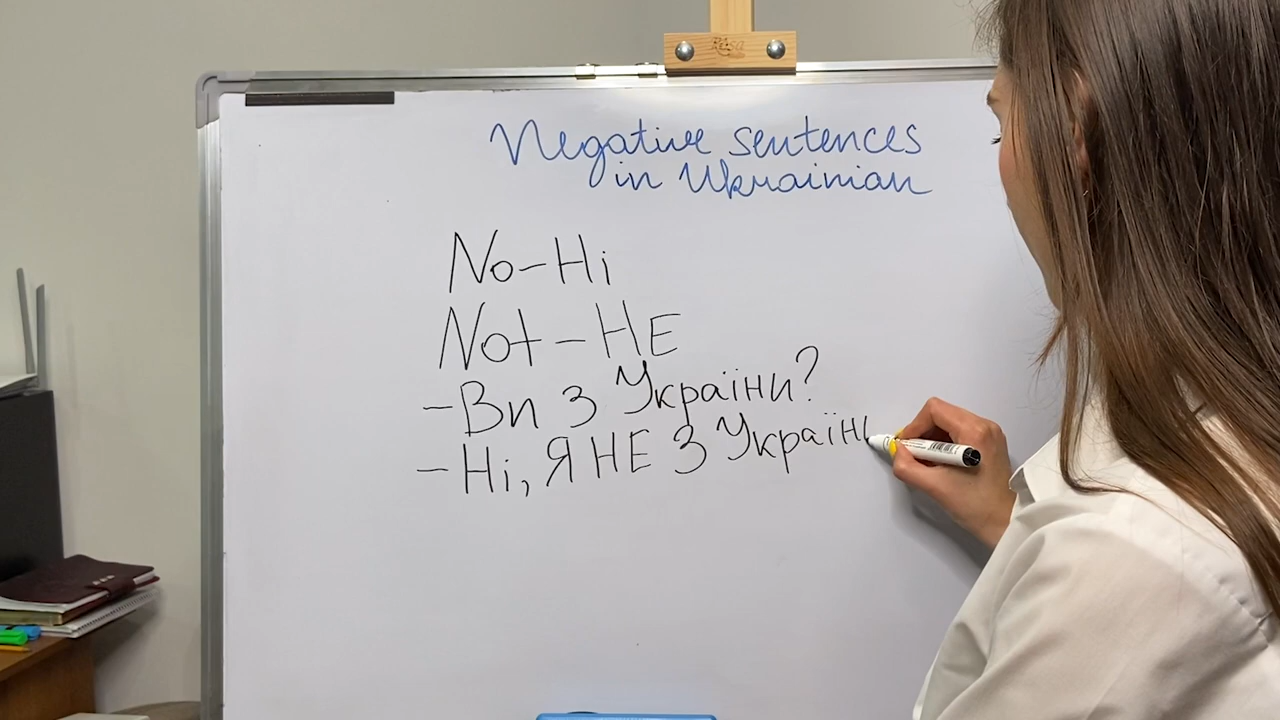 Negative sentences
in Ukrainian
No-Ні
Not-НЕ
-Ви з України?
-Ні, Я НЕ З Україн